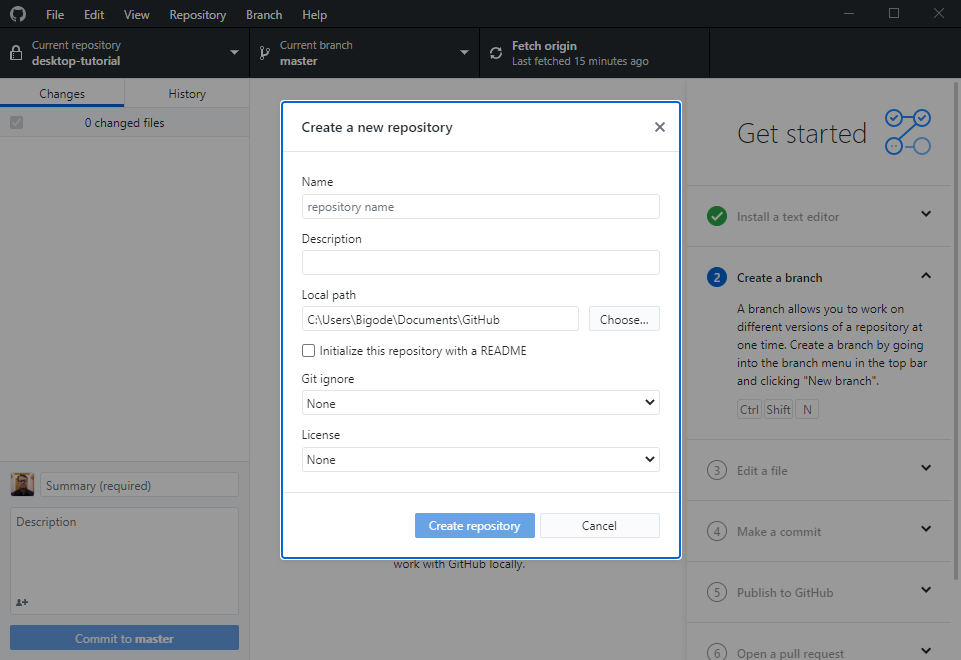 File Edit View Repository Branch Help
Current repository
desktop-tutorial
Current branch
master
Fetch origin
Last fetched 15 minutes ago
Changes
History
0 changed files
Summary (required)
Description
Commit to master
Create a new repository
Name
repository name
Description
Local path
C:\Users\Bigode\Documents\GitHub
Choose...
Initialize this repository with a README
Git ignore
None
License
None
Create repository
Cancel
work with GitHub locally.
Get started
Install a text editor
2 Create a branch
A branch allows you to work on
different versions of a repository at
one time. Create a branch by going
into the branch menu in the top bar
and clicking "New branch".
Ctrl Shift N
3 Edit a file
4 Make a commit
5 Publish to GitHub
6 Open a pull request